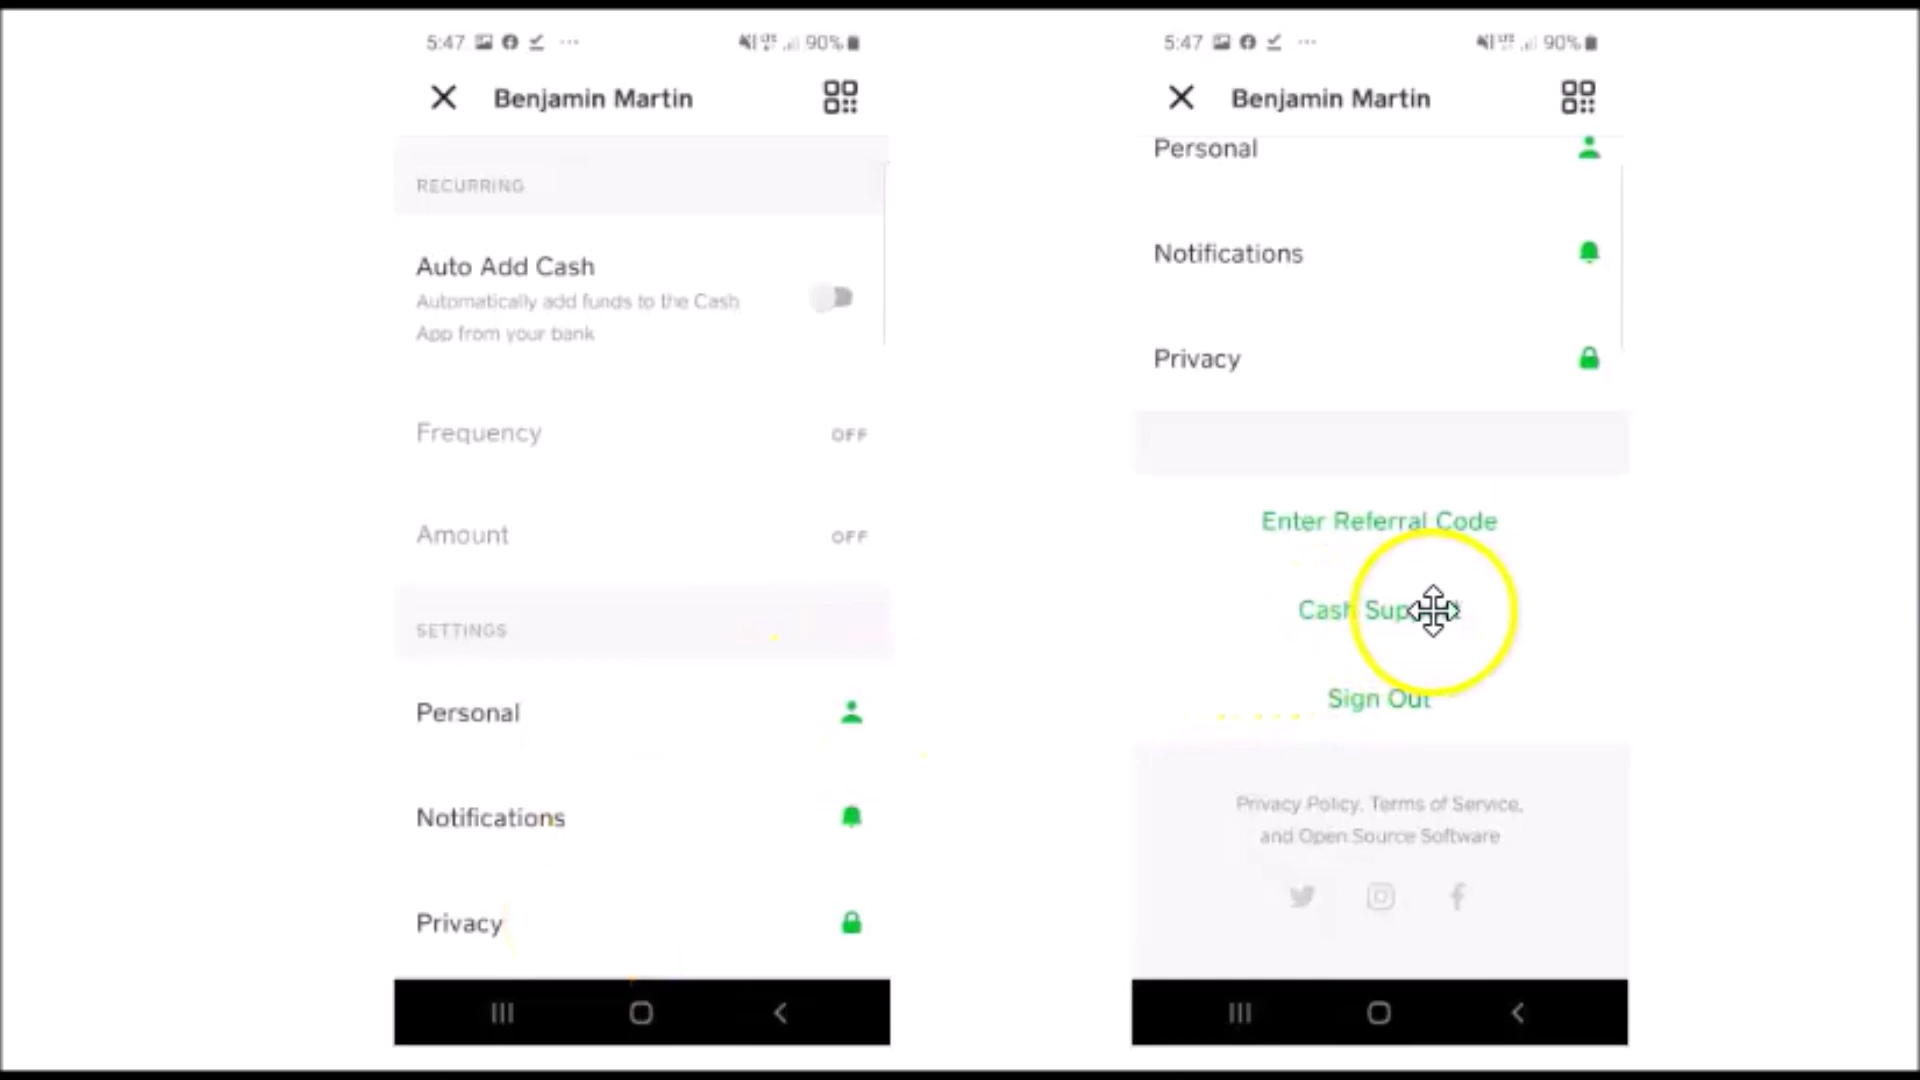 5:47
90%
Benjamin Martin
RECURRING
Auto Add Cash
Automatically add funds to the Cash
App from your bank
Frequency
OFF
Amount
OFF
SETTINGS
Personal
Notifications
Privacy
5:47
90%
Benjamin Martin
Personal
Notifications
Privacy
Enter Referral Code
Cash
Sign Out
Privacy Policy, Terms of Service,
and Open Source Software